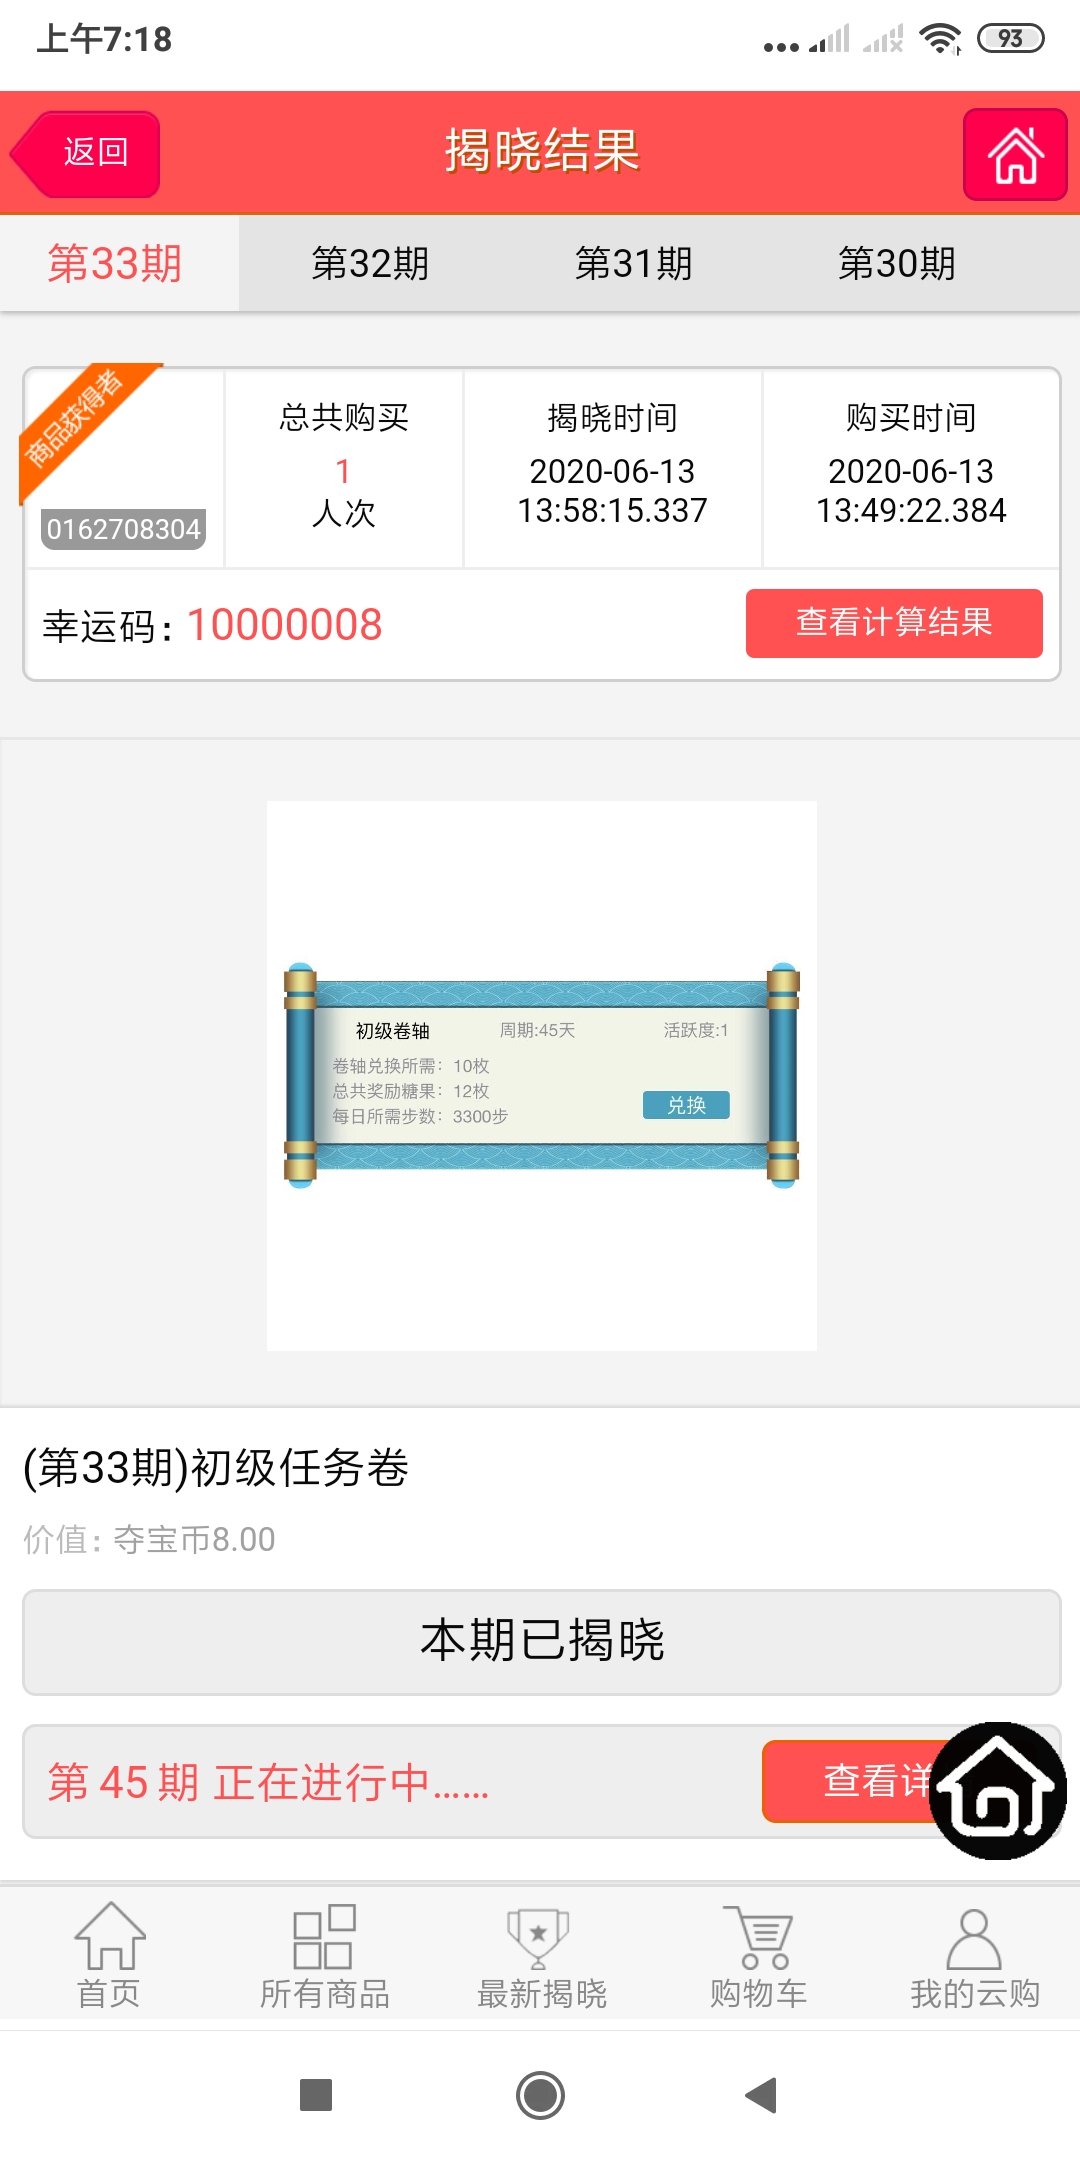 上午7:18
93
返回
揭晓结果
第33期
第32期
第31期
第30期
商品获得者
0162708304
总共购买
1
人次
揭晓时间
2020-06-13
13:58:15.337
购买时间
2020-06-13
13:49:22.384
幸运码：10000008
查看计算结果
初级卷轴
周期:45天
活跃度:1
卷轴兑换所需：10枚
总共奖励糖果：12枚
每日所需步数：3300步
兑换
(第33期)初级任务卷
价值：夺宝币8.00
本期已揭晓
第 45 期 正在进行中......
查看详
首页
所有商品
最新揭晓
购物车
我的云购